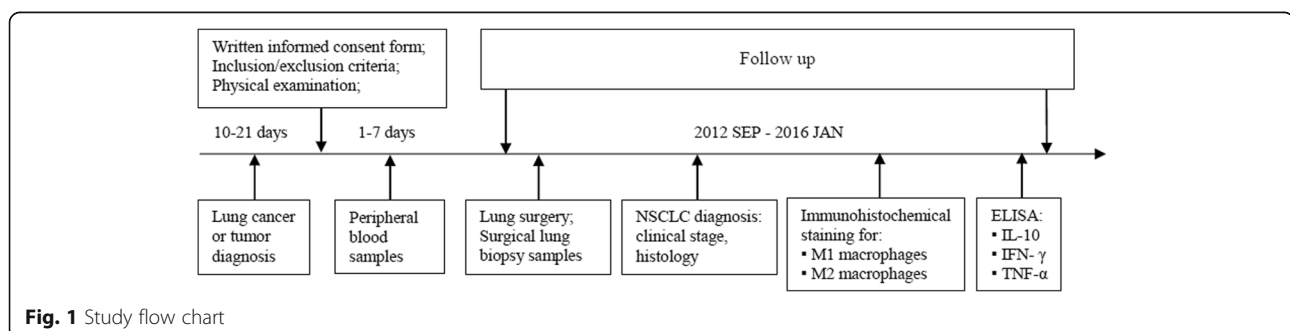 Written informed consent form;
Inclusion/exclusion criteria;
Physical examination;
Follow up
10-21 days
1-7 days
2012 SEP - 2016 JAN
Lung cancer
or tumor
diagnosis
Peripheral
blood
samples
Lung surgery;
Surgical lung
biopsy samples
NSCLC diagnosis:
clinical stage,
histology
Immunohistochemical
staining for:
▪ M1 macrophages
▪ M2 macrophages
ELISA:
▪ IL-10
▪ IFN- γ
▪ TNF-α
Fig. 1 Study flow chart